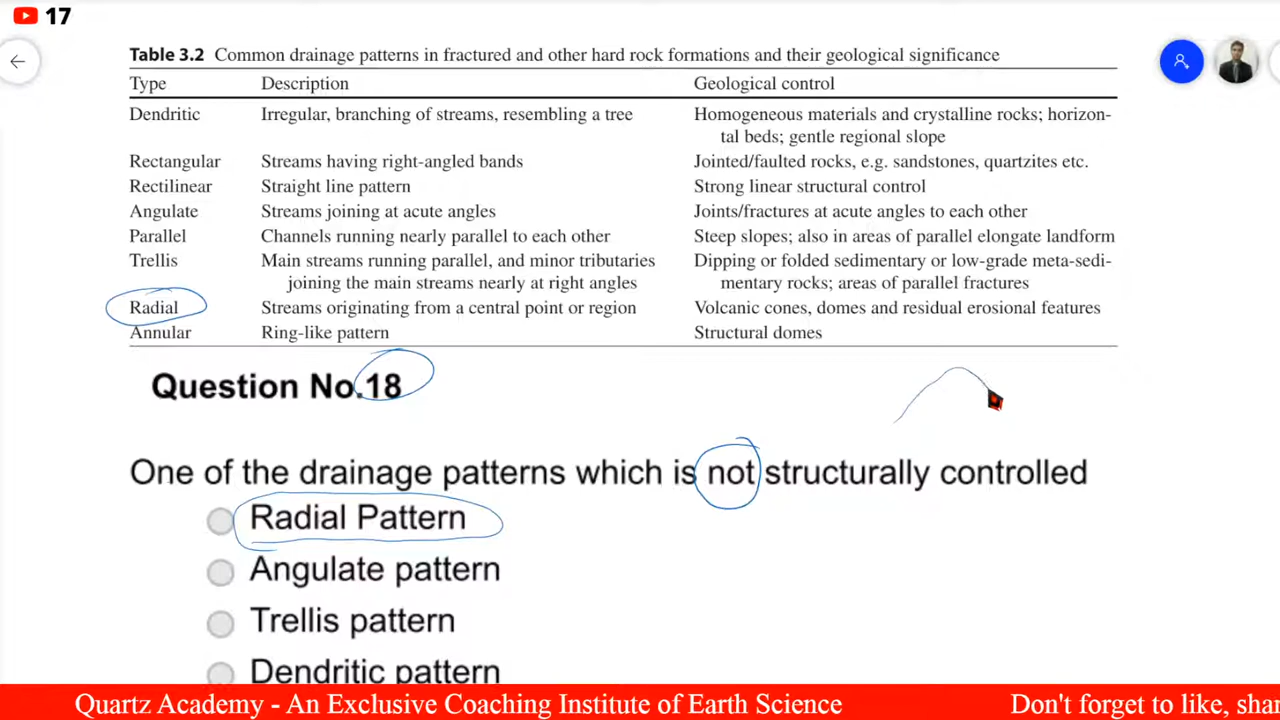 17
Table 3.2 Common drainage patterns in fractured and other hard rock formations and their geological significance
Type Description Geological control
Dendritic Irregular, branching of streams, resembling a tree Homogeneous materials and crystalline rocks; horizon-
tal beds; gentle regional slope
Rectangular Streams having right-angled bands Jointed/faulted rocks, e.g. sandstones, quartzites etc.
Rectilinear Straight line pattern Strong linear structural control
Angulate Streams joining at acute angles Joints/fractures at acute angles to each other
Parallel Channels running nearly parallel to each other Steep slopes; also in areas of parallel elongate landform
Trellis Main streams running parallel, and minor tributaries Dipping or folded sedimentary or low-grade meta-sedi-
joining the main streams nearly at right angles mentary rocks; areas of parallel fractures
Radial Streams originating from a central point or region Volcanic cones, domes and residual erosional features
Annular Ring-like pattern Structural domes
Question No.18
One of the drainage patterns which is not structurally controlled
Radial Pattern
Angulate pattern
Trellis pattern
Dendritic pattern
Quartz Academy - An Exclusive Coaching Institute of Earth Science Don't forget to like, shar